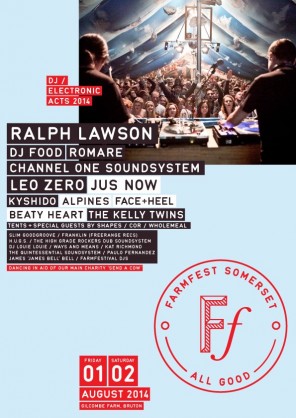 DJ /
ELECTRONIC
ACTS 2014
RALPH LAWSON
DJ FOOD ROMARE
CHANNEL ONE SOUNDSYSTEM
LEO ZERO JUS NOW
KYSHIDO ALPINES FACE+HEEL
BEATY HEART THE KELLY TWINS
TENTS + SPECIAL GUESTS BY SHAPES / CDR / WHOLEMEAL
SLIM GOODGROOVE / FRANKLIN (FREERANGE RECS)
H.U.G.S. / THE HIGH GRADE ROCKERS DUB SOUNDSYSTEM
DJ LOUIE LOUIE / WAYS AND MEANS / KAT RICHMOND
THE QUINTESSENTIAL SOUNDSYSTEM / PAULO FERNANDEZ
JAMES 'JAMES BELL' BELL / FARMFESTIVAL DJS
DANCING IN AID OF OUR MAIN CHARITY 'SEND A COW'
FARMFEST SOMERSET
Ff
ALL GOOD
FRIDAY SATURDAY
01 02
AUGUST 2014
GILCOMBE FARM, BRUTON